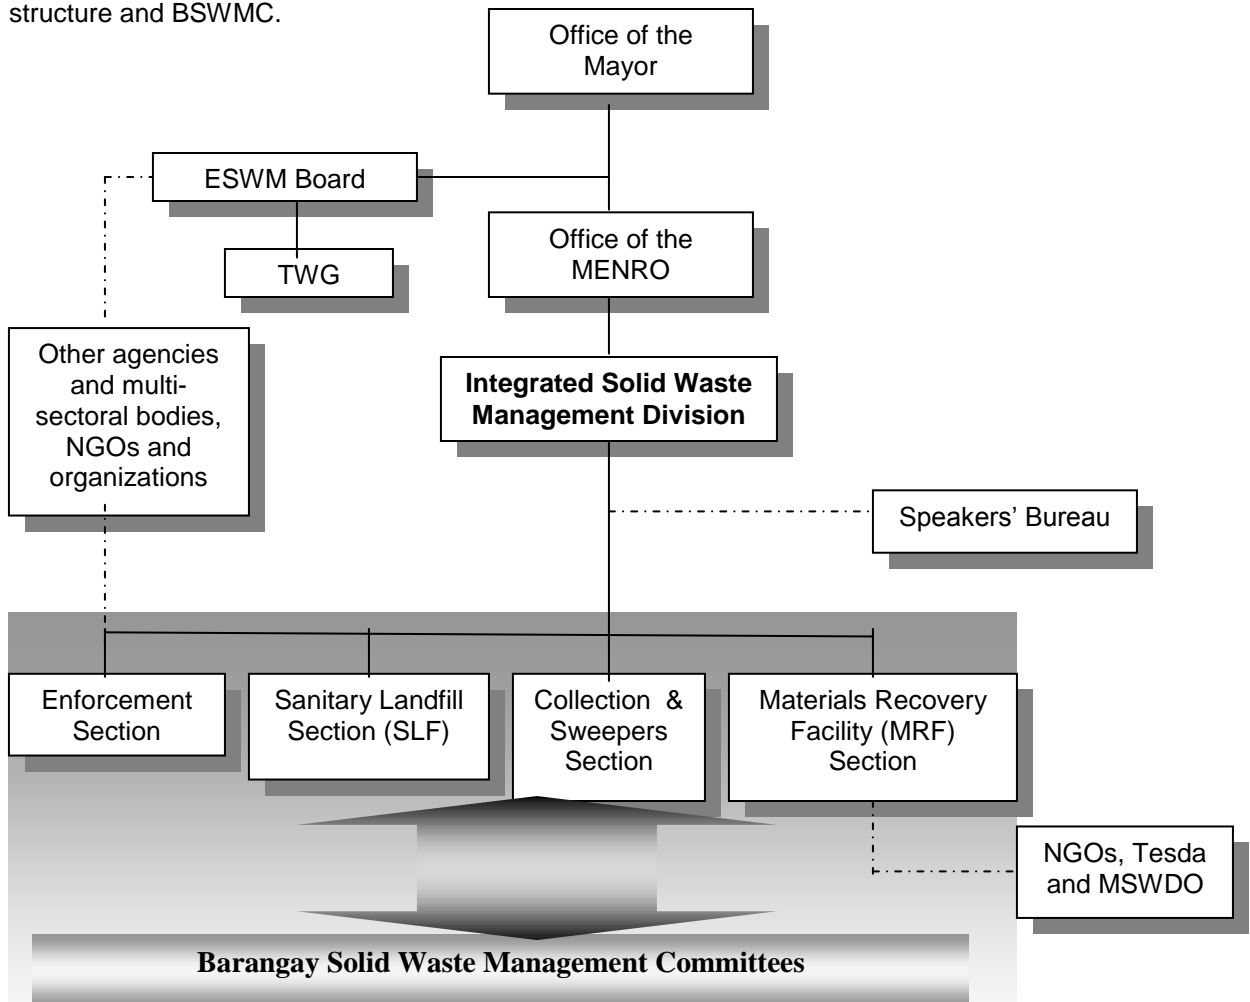 structure and BSWMC.
Office of the
Mayor
ESWM Board
TWG
Office of the
MENRO
Other agencies
and multi-
sectoral bodies,
NGOs and
organizations
Integrated Solid Waste
Management Division
Speakers’ Bureau
Enforcement
Section
Sanitary Landfill
Section (SLF)
Collection &
Sweepers
Section
Materials Recovery
Facility (MRF)
Section
NGOs, Tesda
and MSWDO
Barangay Solid Waste Management Committees